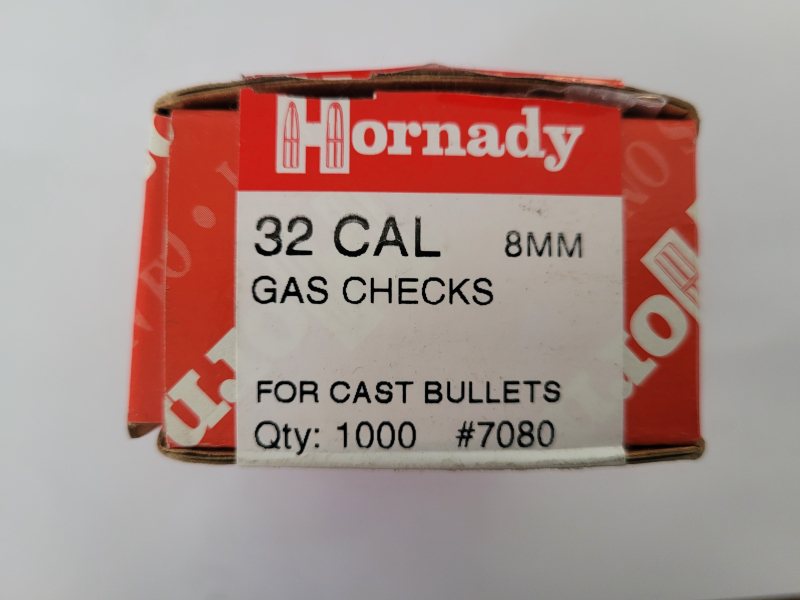 Hornady
32 CAL 8MM
GAS CHECKS
FOR CAST BULLETS
Qty: 1000 #7080